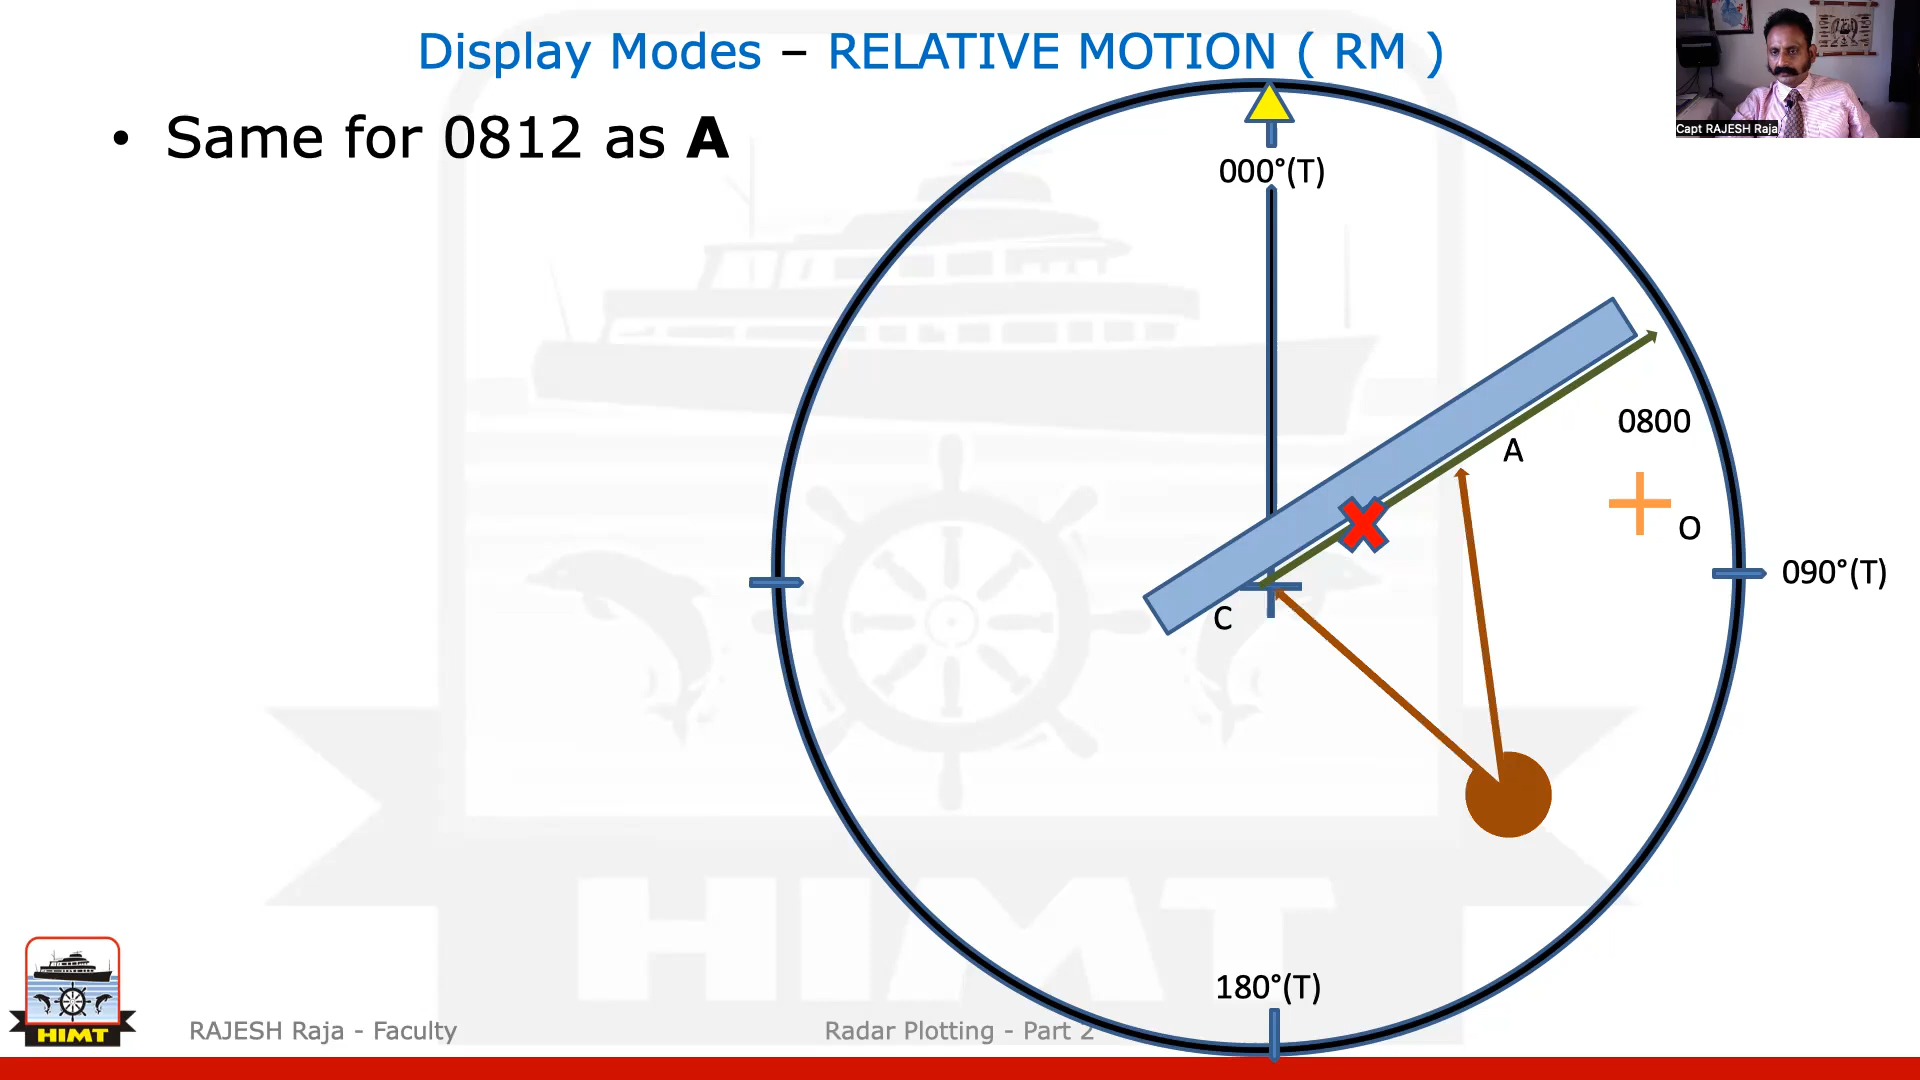 Display Modes – RELATIVE MOTION ( RM )
• Same for 0812 as A
Capt RAJESH Raja
000°(T)
0800
A
O
090°(T)
C
HIMT
180°(T)
HIMT
RAJESH Raja - Faculty
Radar Plotting - Part 2